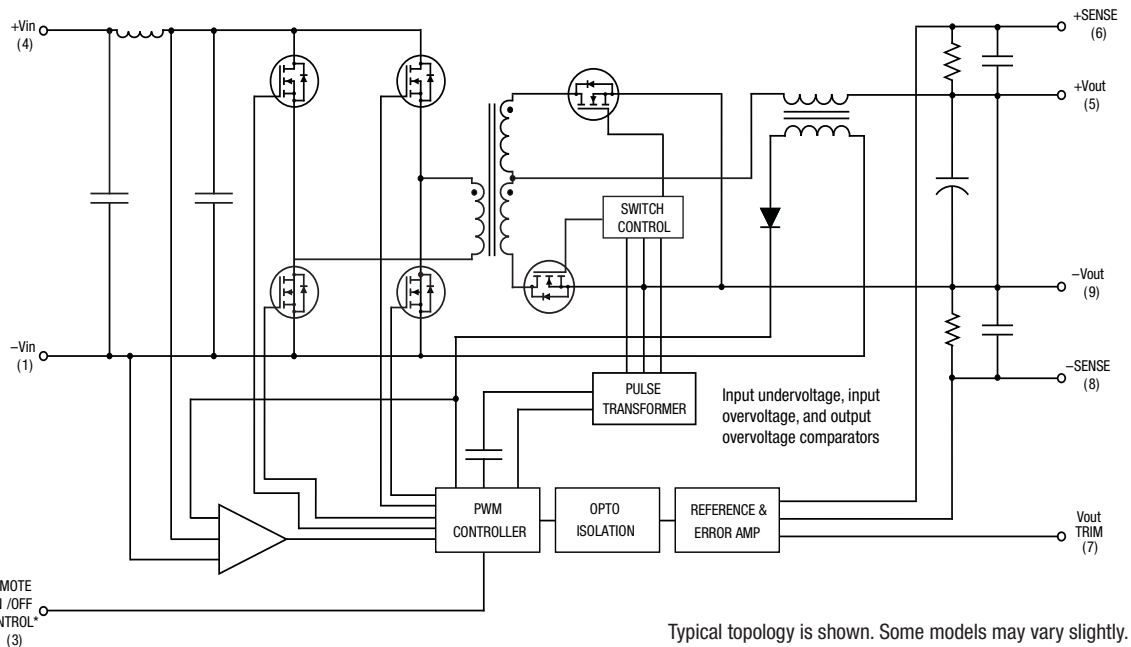 +Vin
(4)
+SENSE
(6)
+Vout
(5)
SWITCH
CONTROL
−Vout
(9)
−Vin
(1)
−SENSE
(8)
PULSE
TRANSFORMER
Input undervoltage, input
overvoltage, and output
overvoltage comparators
PWM
CONTROLLER
OPTO
ISOLATION
REFERENCE &
ERROR AMP
Vout
TRIM
(7)
/OFF
(3)
Typical topology is shown. Some models may vary slightly.